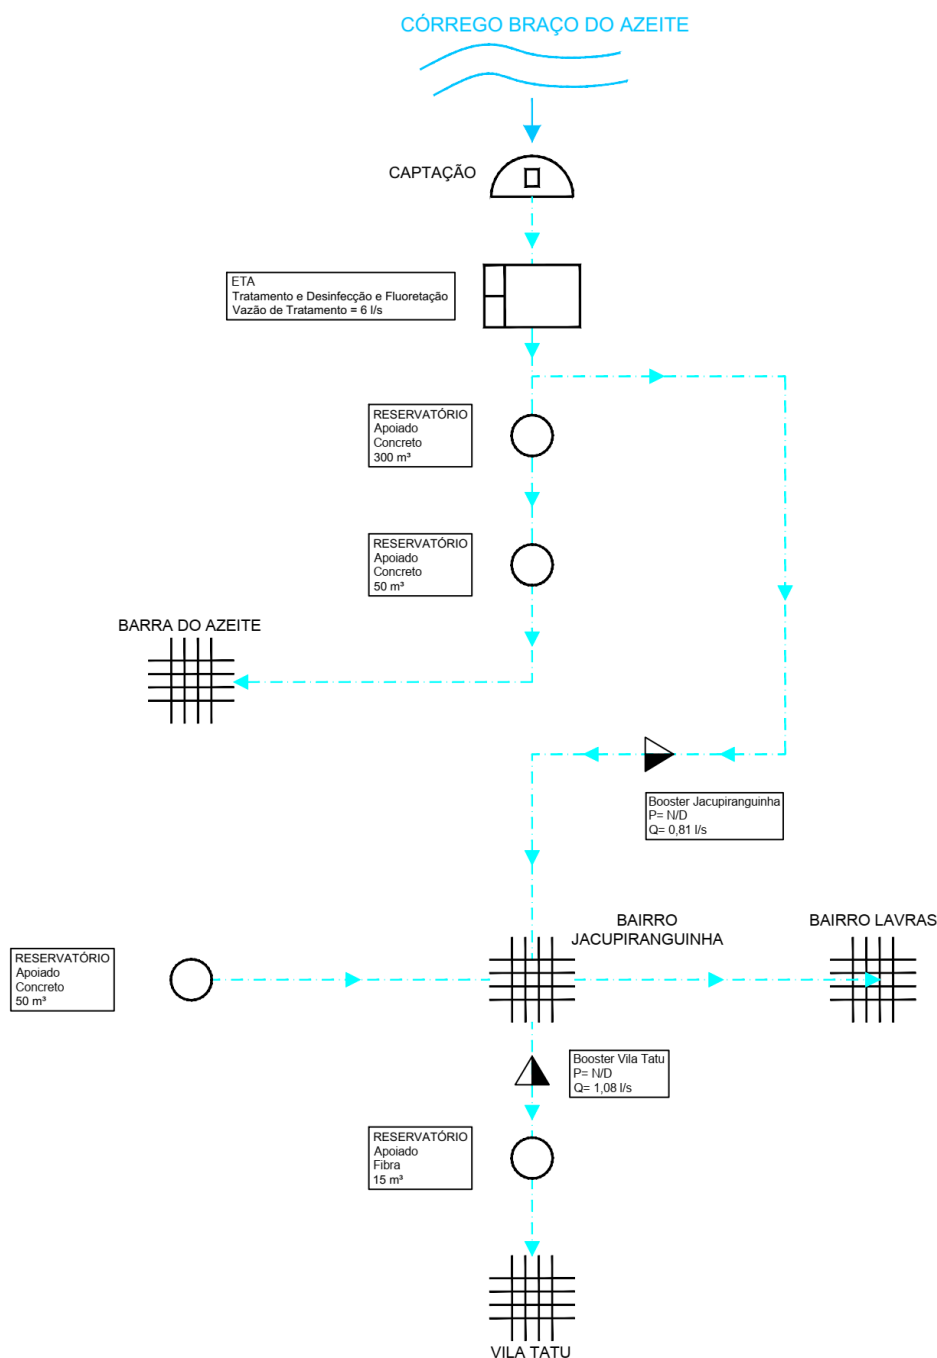 CÓRREGO BRAÇO DO AZEITE
CAPTAÇÃO
ETA
Tratamento e Desinfecção e Fluoretação
Vazão de Tratamento = 6 l/s
RESERVATÓRIO
Apoiado
Concreto
300 m³
RESERVATÓRIO
Apoiado
Concreto
50 m³
BARRA DO AZEITE
Booster Jacupiranguinha
P= N/D
Q= 0,81 l/s
BAIRRO
JACUPIRANGUINHA
BAIRRO LAVRAS
RESERVATÓRIO
Apoiado
Concreto
50 m³
Booster Vila Tatu
P= N/D
Q= 1,08 l/s
RESERVATÓRIO
Apoiado
Fibra
15 m³
VILA TATU